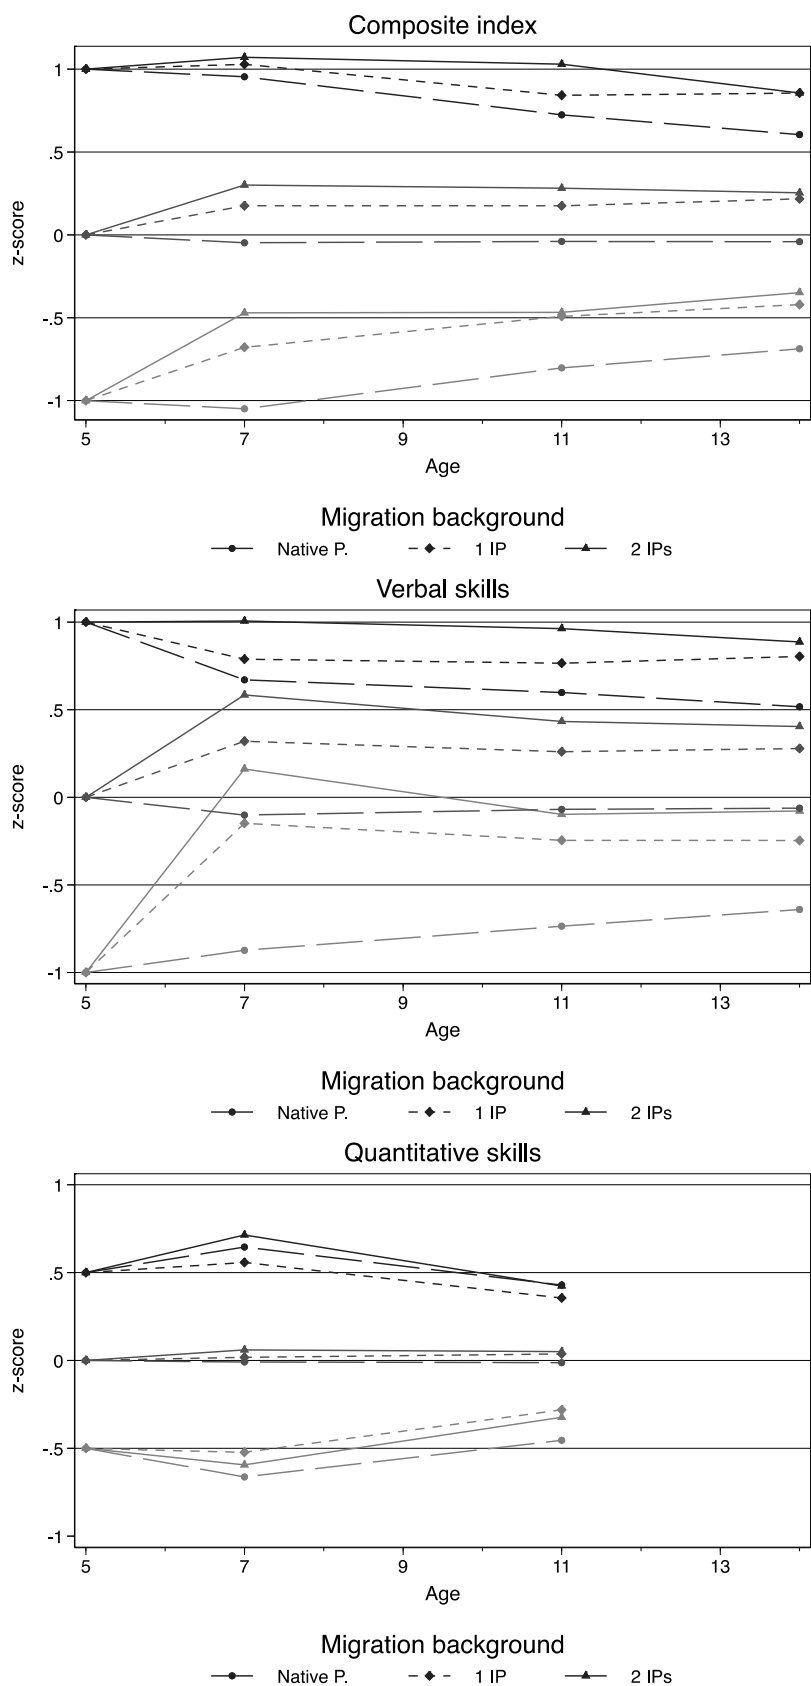 Composite index
1
.5
0
-.5
-1
z-score
5 7 9 11 13
Age
Migration background
Native P. 1 IP 2 IPs
Verbal skills
1
.5
0
-.5
-1
z-score
5 7 9 11 13
Age
Migration background
Native P. 1 IP 2 IPs
Quantitative skills
1
.5
0
-.5
-1
z-score
5 7 9 11 13
Age
Migration background
Native P. 1 IP 2 IPs